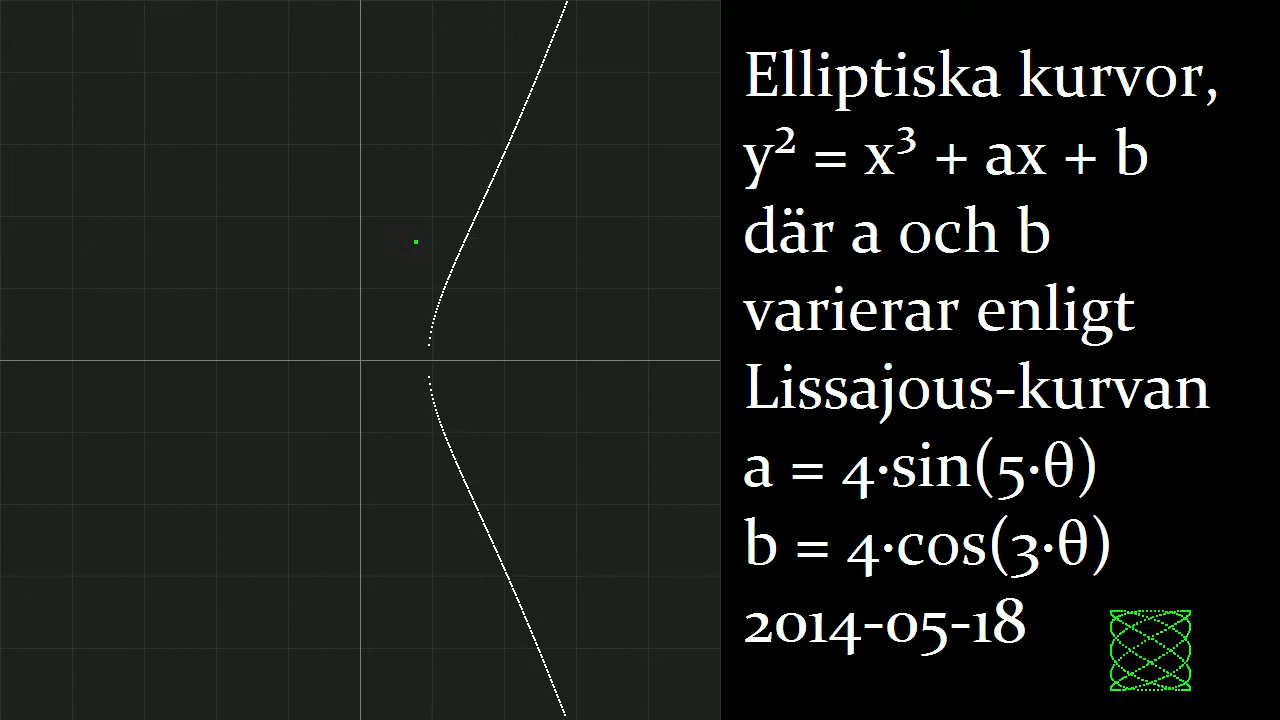 Elliptiska kurvor,
y² = x³ + ax + b
där a och b
varierar enligt
Lissajous-kurvan
a = 4·sin(5·θ)
b = 4·cos(3·θ)
2014-05-18